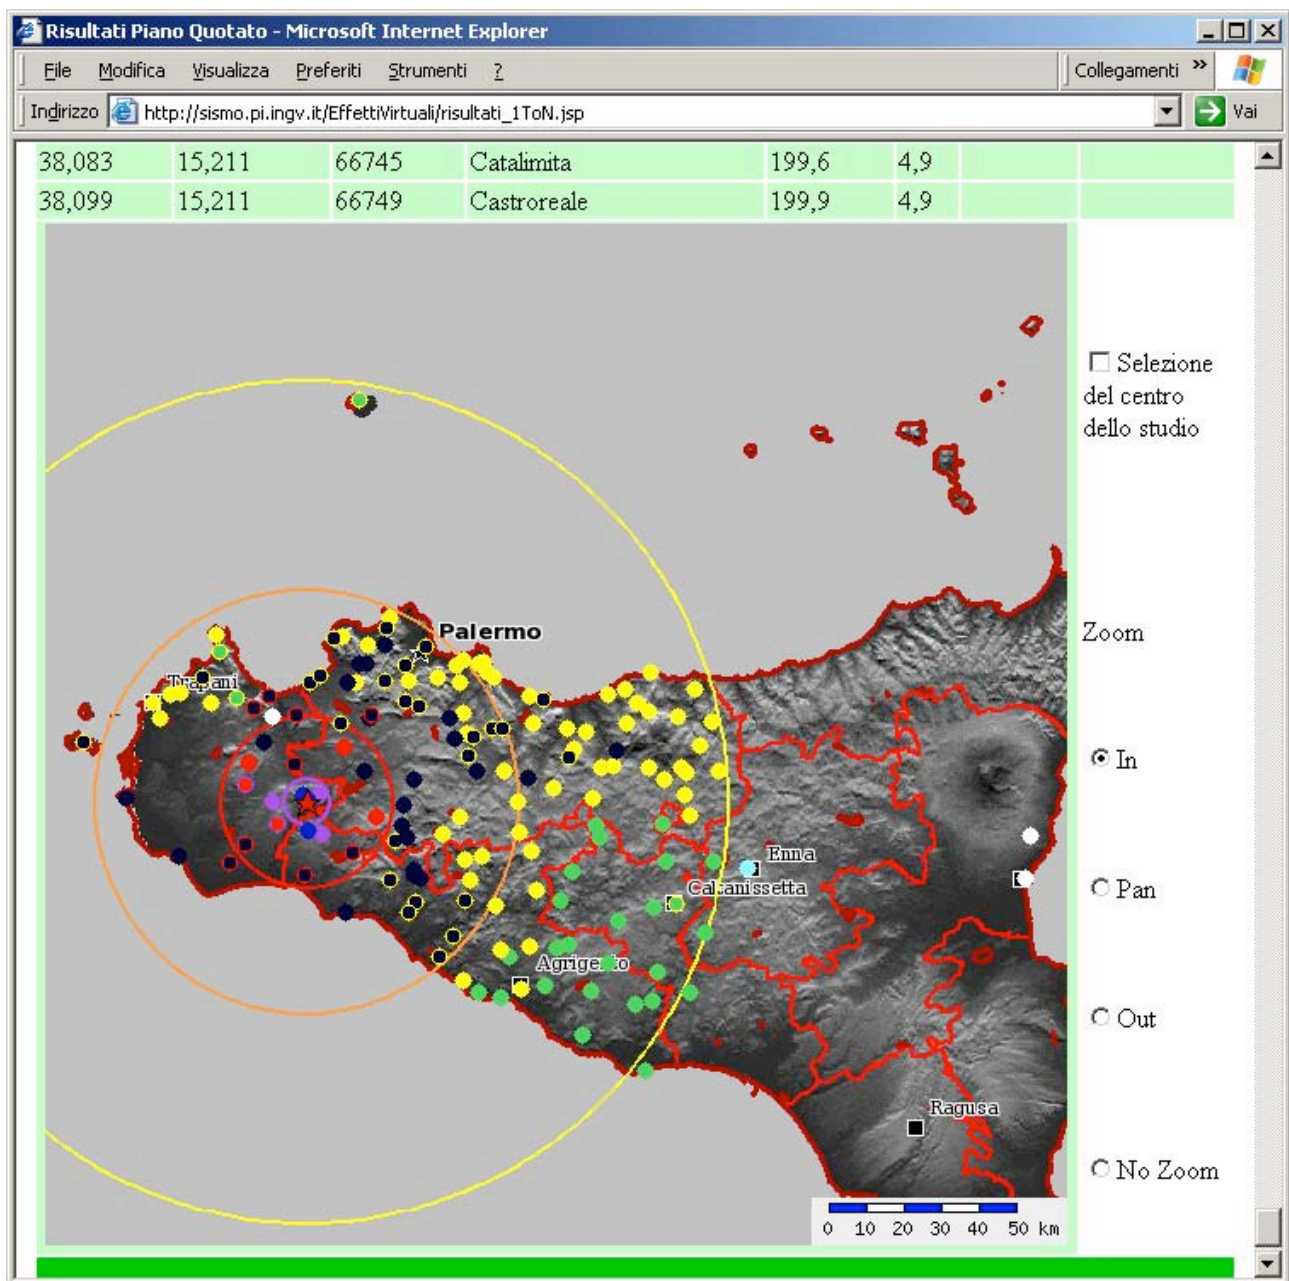 Risultati Piano Quotato - Microsoft Internet Explorer
File Modifica Visualizza Preferiti Strumenti ?
Collegamenti »
Indirizzo http://sismo.pi.ingv.it/EffettiVirtuali/risultati_1ToN.jsp Vai
38,083 15,211 66745 Catalimita 199,6 4,9
38,099 15,211 66749 Castroreale 199,9 4,9
Selezione
del centro
dello studio
Zoom
Palermo
Trapani
In
Enna
Caltanissetta
Pan
Agrigento
Out
Ragusa
No Zoom
0 10 20 30 40 50 km